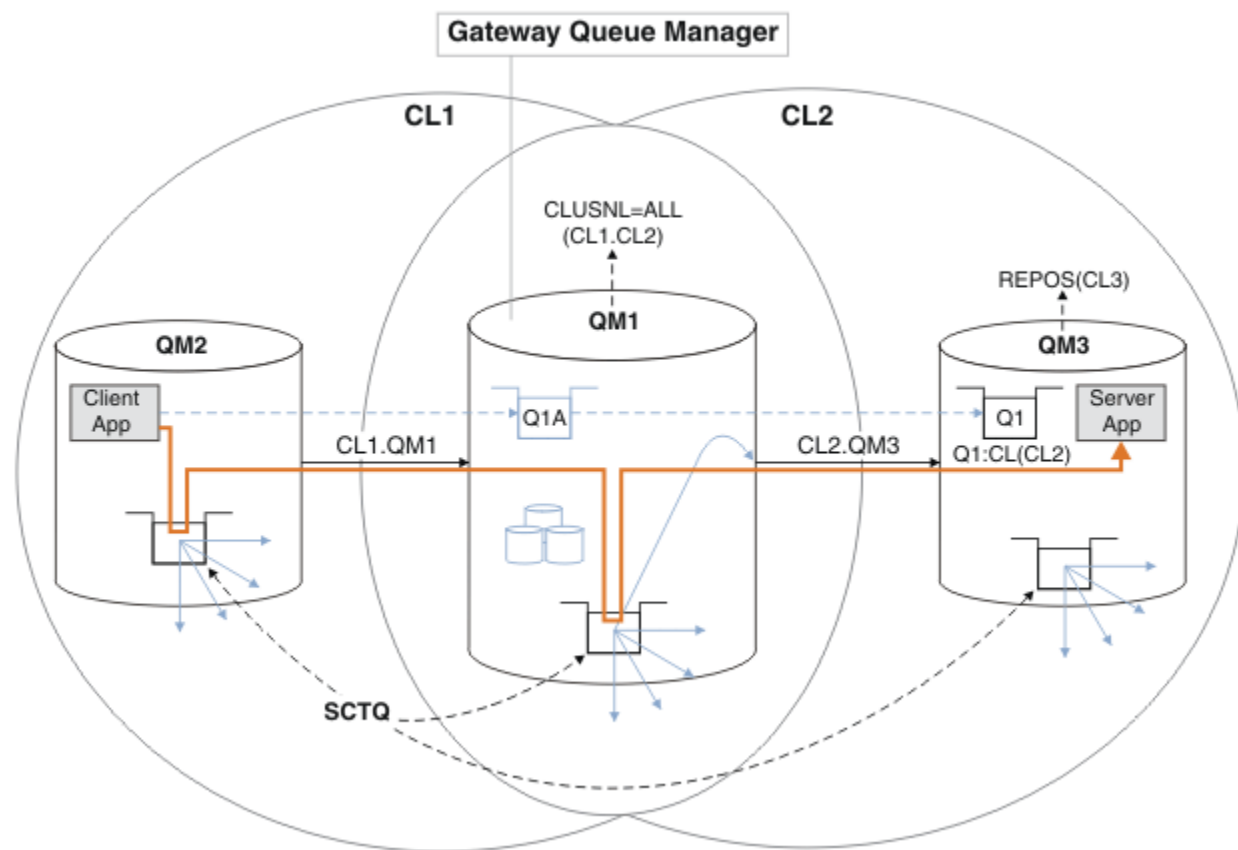 Gateway Queue Manager
CL1
CL2
CLUSNL=ALL
(CL1.CL2)
REPOS(CL3)
QM2
QM1
QM3
Client
App
Q1A
Q1
Server
App
CL1.QM1
CL2.QM3
Q1:CL(CL2)
SCTQ